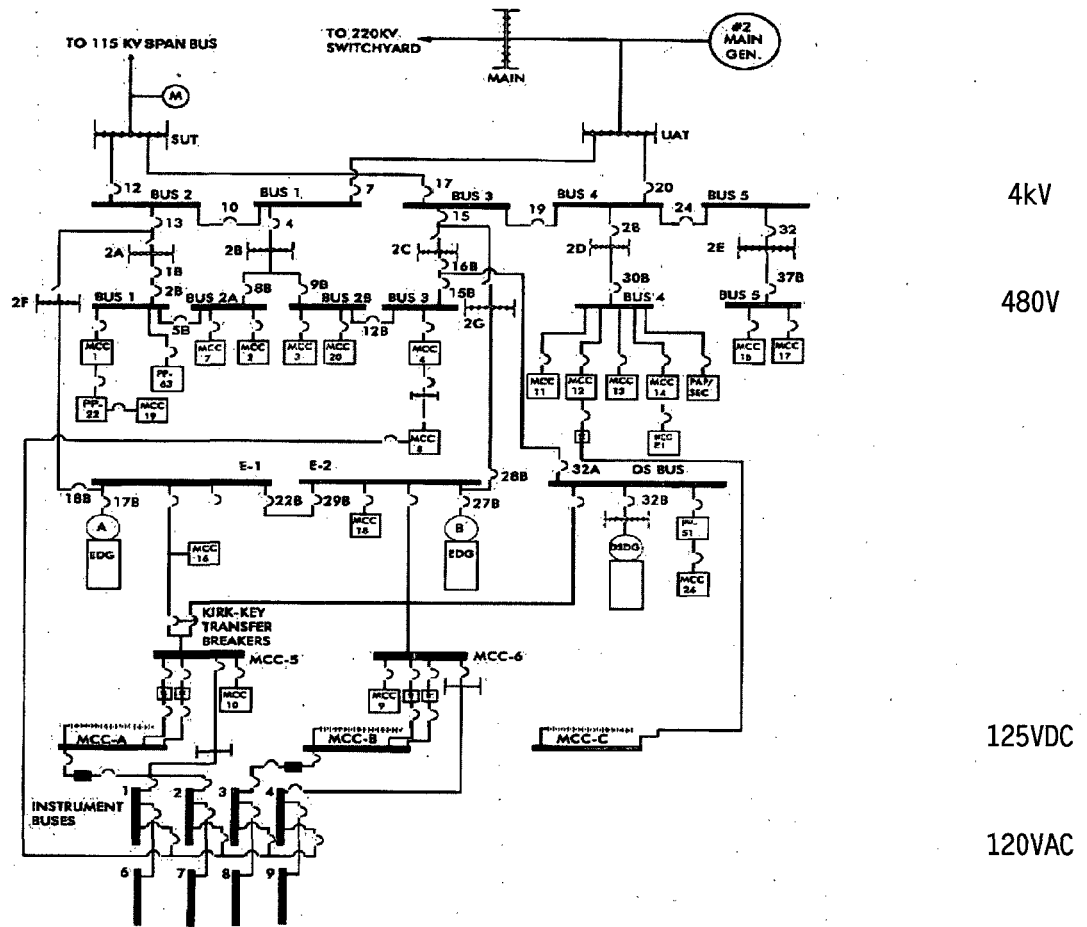 #2
MAIN
GEN.
TO 220KV
SWITCHYARD
MAIN
TO 115 KV SPAN BUS
M
SUT
UAT
12
7
17
20
4kV
BUS 2
10
BUS 1
BUS 3
19
BUS 4
24
BUS 5
13
4
15
28
32
2A
2B
2C
2D
2E
1B
16B
30B
37B
2B
8B
9B
15B
2F
BUS 1
BUS 2A
BUS 2B
BUS 3
BUS 4
BUS 5
480V
5B
12B
2G
MCC
1
MCC
7
MCC
2
MCC
3
MCC
20
MCC
4
MCC
16
MCC
17
PP-
63
MCC
11
MCC
12
MCC
13
MCC
14
PAP/
SEC
PP-
22
MCC
19
MCC
8
E-1
E-2
28B
32A
DS BUS
18B
17B
22B
29B
27B
32B
A
EDG
MCC
18
B
EDG
DSDG
51
MCC
24
MCC
16
KIRK-KEY
TRANSFER
BREAKERS
MCC-5
MCC-6
MCC
10
MCC
9
MCC-A
MCC-B
MCC-C
125VDC
1
2
3
4
INSTRUMENT
BUSES
120VAC
6
7
8
9